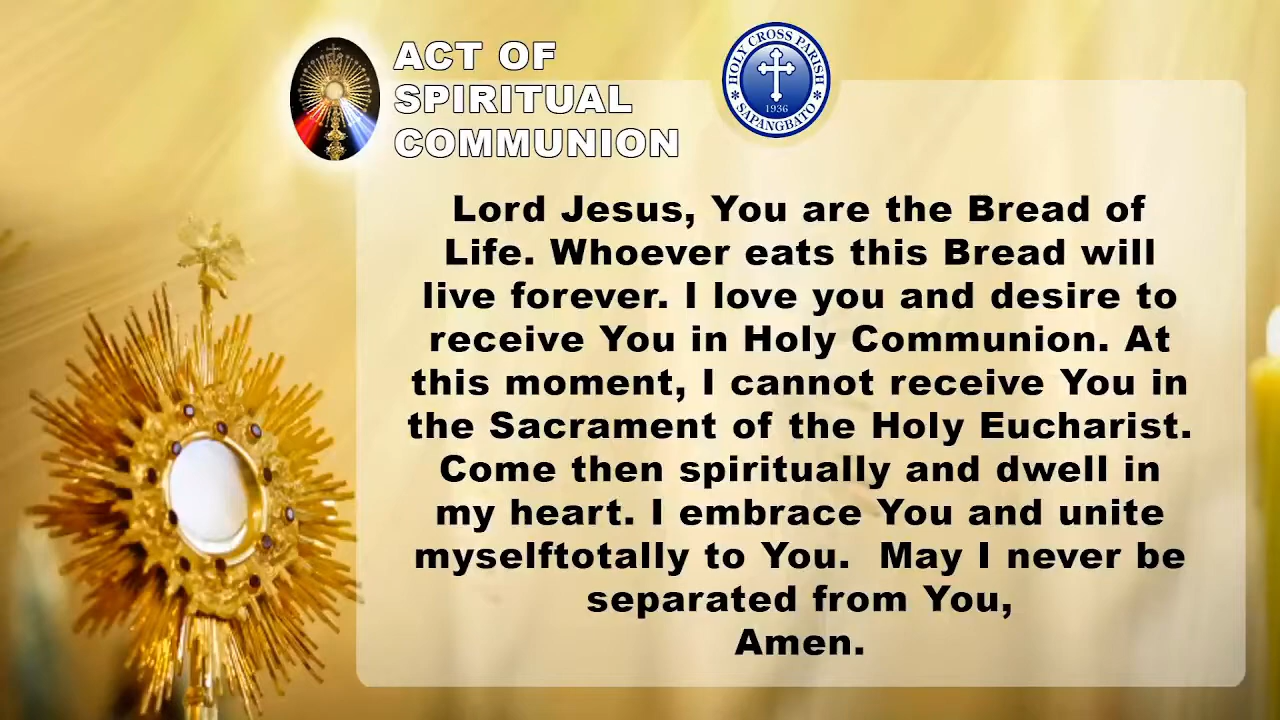 ACT OF
SPIRITUAL
COMMUNION
HOLY CROSS PARISH
1936
SAPANGBATO
Lord Jesus, You are the Bread of
Life. Whoever eats this Bread will
live forever. I love you and desire to
receive You in Holy Communion. At
this moment, I cannot receive You in
the Sacrament of the Holy Eucharist.
Come then spiritually and dwell in
my heart. I embrace You and unite
myselftotally to You.  May I never be
separated from You,
Amen.